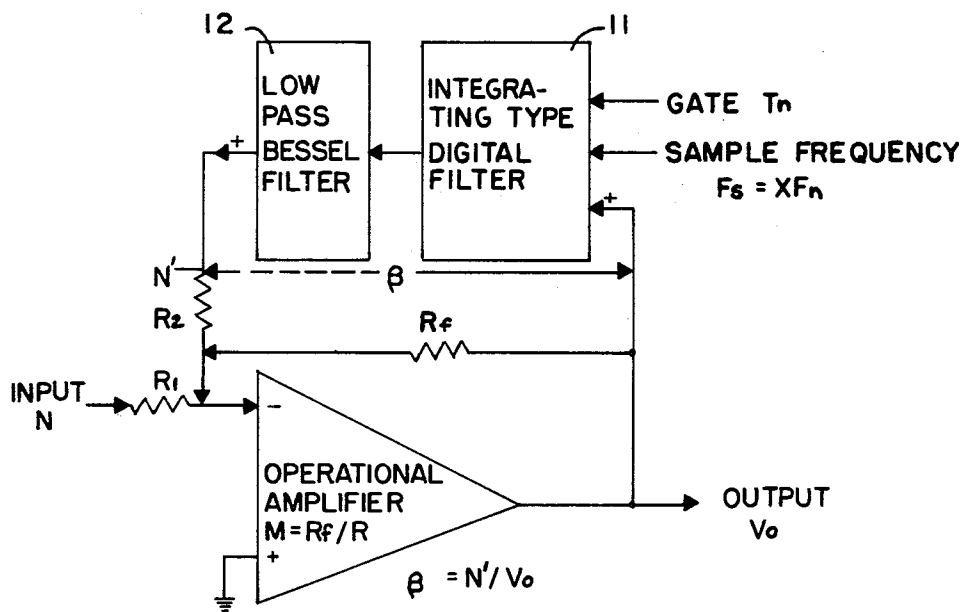 12
11
LOW
PASS
BESSEL
FILTER
INTEGRA-
TING TYPE
DIGITAL
FILTER
GATE Tn
SAMPLE FREQUENCY
Fs = XFn
+
+
N'
β
R2
Rf
R1
INPUT
N
-
OPERATIONAL
AMPLIFIER
M=Rf/R
+
β = N'/Vo
OUTPUT
Vo